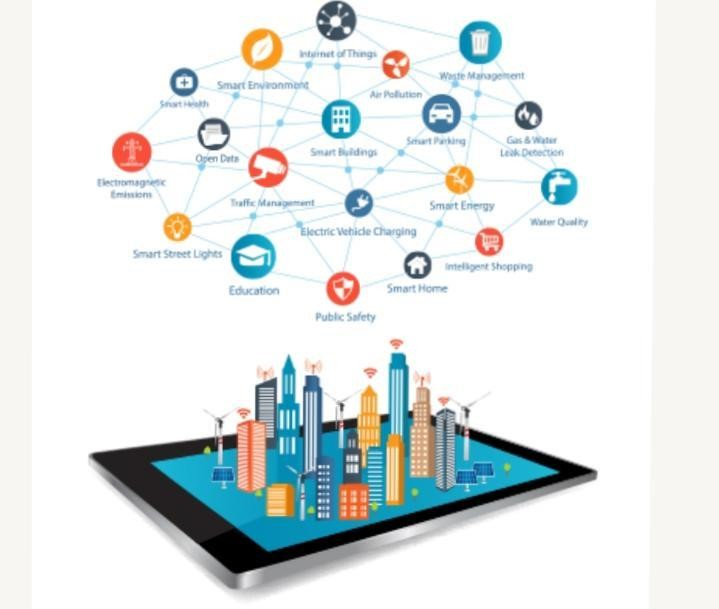 Internet of Things
Waste Management
Smart Environment
Air Pollution
Smart Health
Smart Parking
Gas & Water
Leak Detection
Smart Buildings
Open Data
Electromagnetic
Emissions
Traffic Management
Smart Energy
Water Quality
Electric Vehicle Charging
Smart Street Lights
Intelligent Shopping
Education
Smart Home
Public Safety